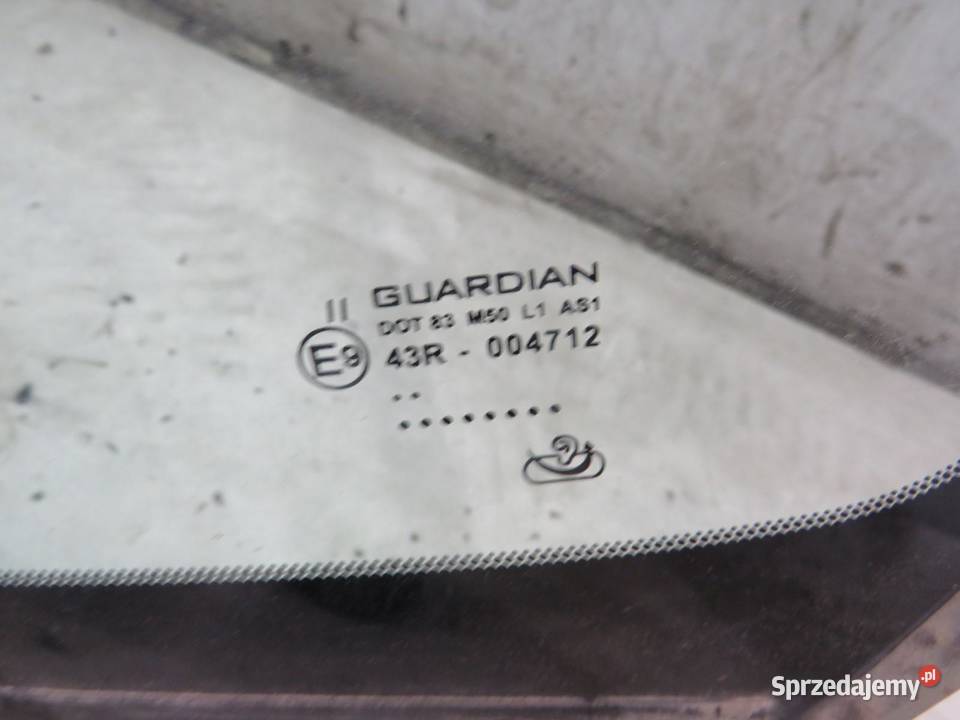 II GUARDIAN
DOT 83 M50 L1 AS1
E9 43R - 004712
Sprzedajemy.pl